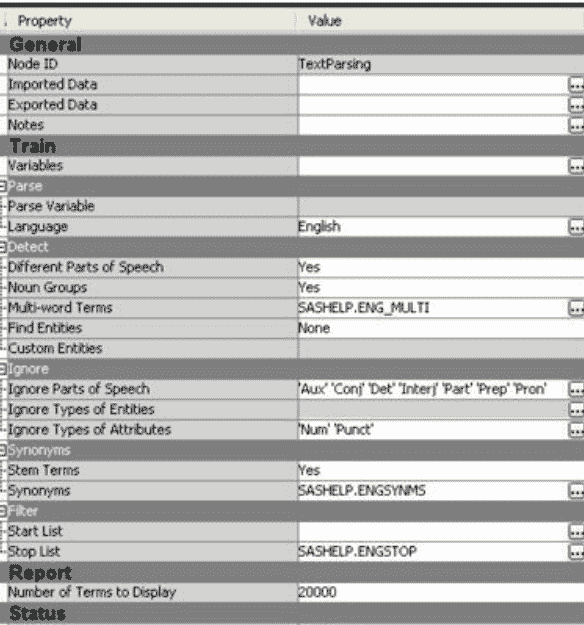 Property Value
General
Node ID TextParsing
Imported Data ...
Exported Data ...
Notes ...
Train
Variables ...
Parse
Parse Variable
Language English ...
Detect
Different Parts of Speech Yes
Noun Groups Yes
Multi-word Terms SASHELP.ENG_MULTI ...
Find Entities None
Custom Entities
Ignore
Ignore Parts of Speech 'Aux' 'Conj' 'Det' 'Interj' 'Part' 'Prep' 'Pron' ...
Ignore Types of Entities ...
Ignore Types of Attributes 'Num' 'Punct' ...
Synonyms
Stem Terms Yes
Synonyms SASHELP.ENGSYNMS ...
Filter
Start List ...
Stop List SASHELP.ENGSTOP ...
Report
Number of Terms to Display 20000
Status